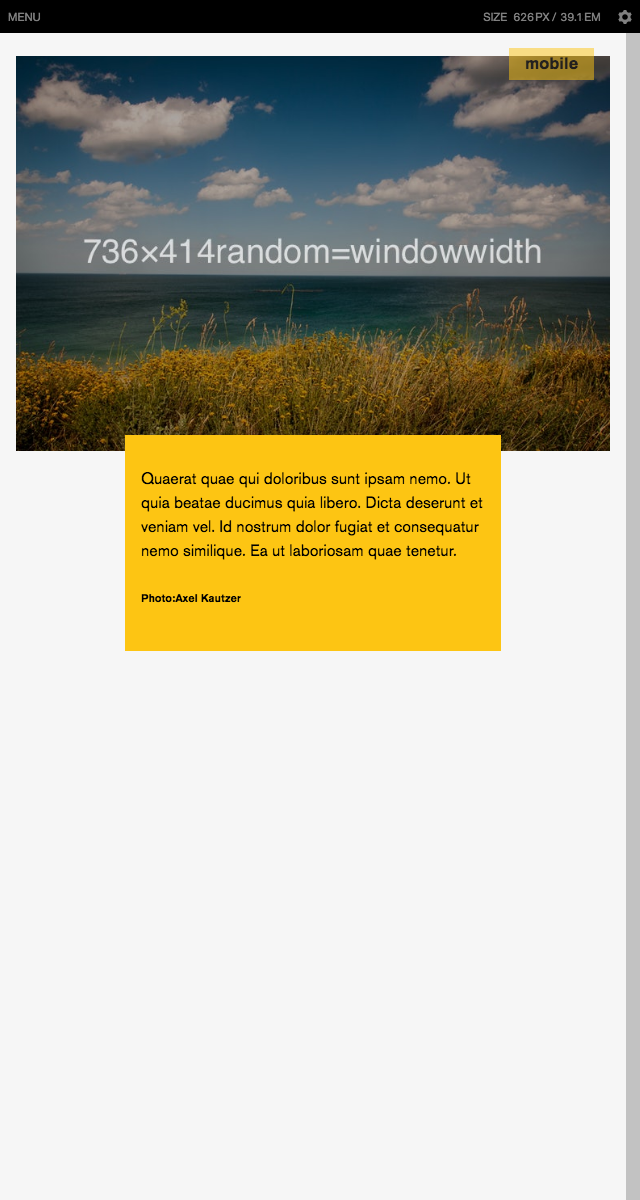 MENU
SIZE 626PX / 39.1EM
mobile
736×414random=windowwidth
Quaerat quae qui doloribus sunt ipsam nemo. Ut
quia beatae ducimus quia libero. Dicta deserunt et
veniam vel. Id nostrum dolor fugiat et consequatur
nemo similique. Ea ut laboriosam quae tenetur.
Photo:Axel Kautzer